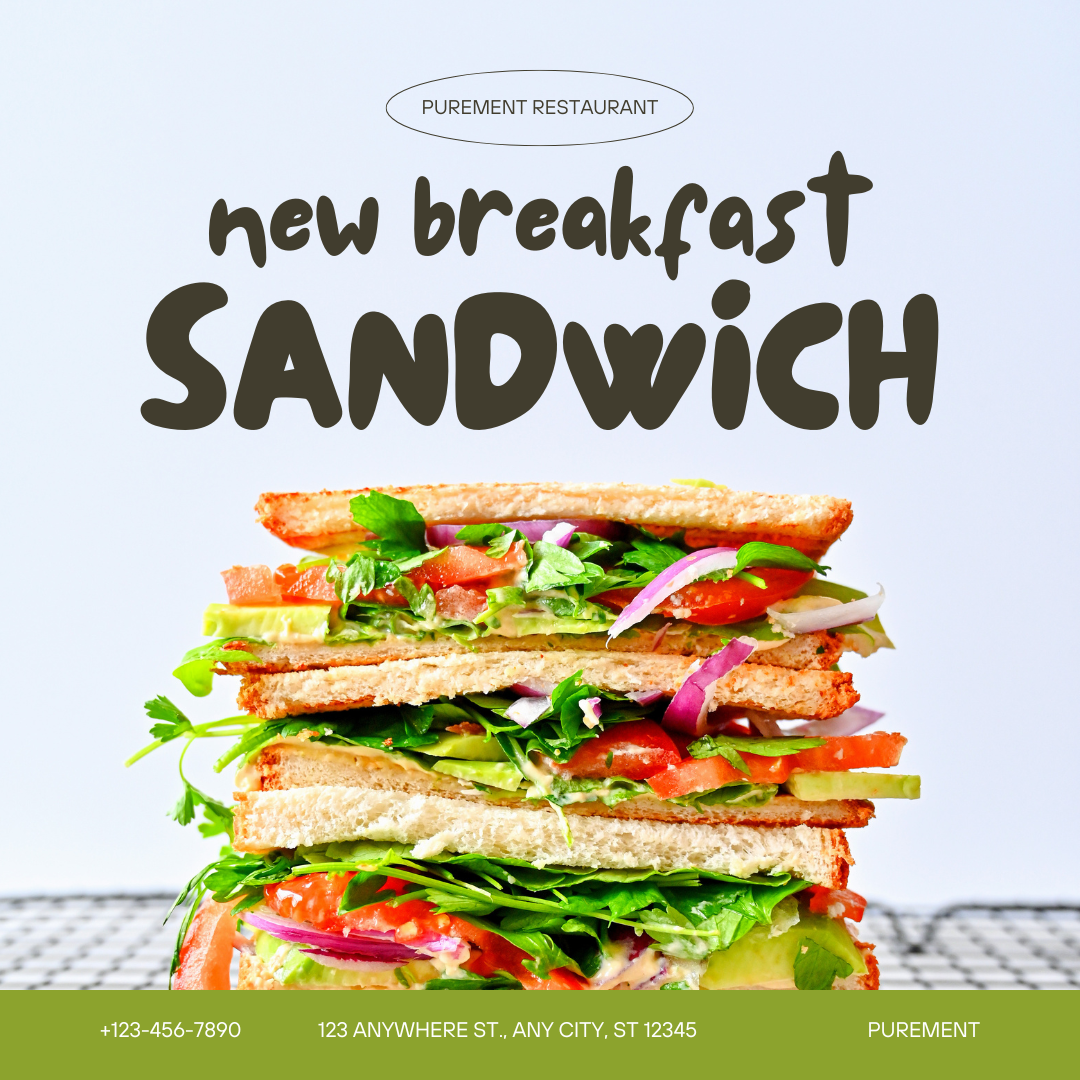 PUREMENT RESTAURANT
new breakfast
SANDWiCH
+123-456-7890 123 ANYWHERE ST., ANY CITY, ST 12345 PUREMENT